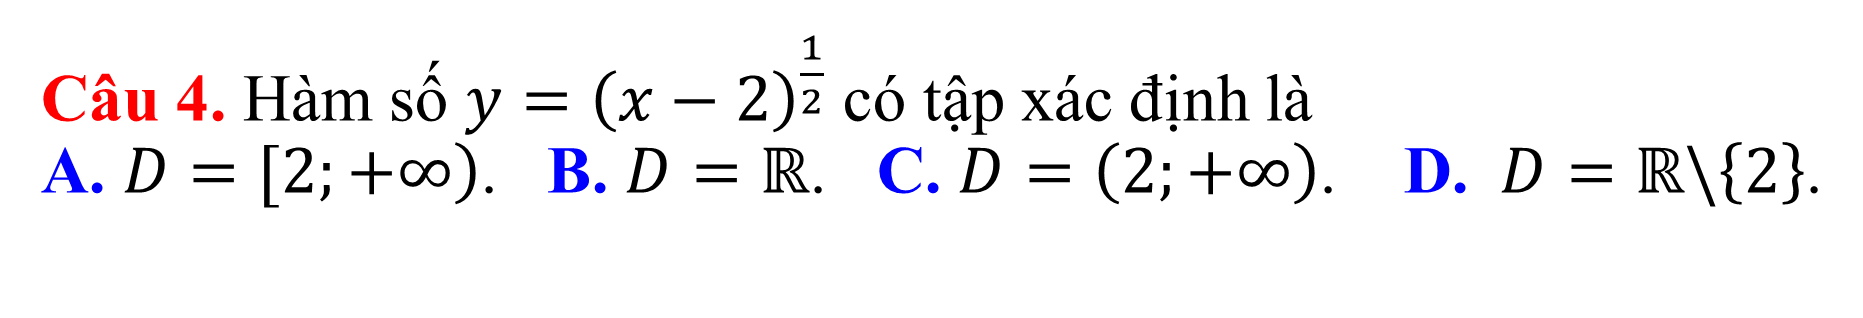 Câu 4. Hàm số y = (x − 2)^{1/2} có tập xác định là
A. D = [2; +∞). B. D = ℝ. C. D = (2; +∞). D. D = ℝ\{2}.